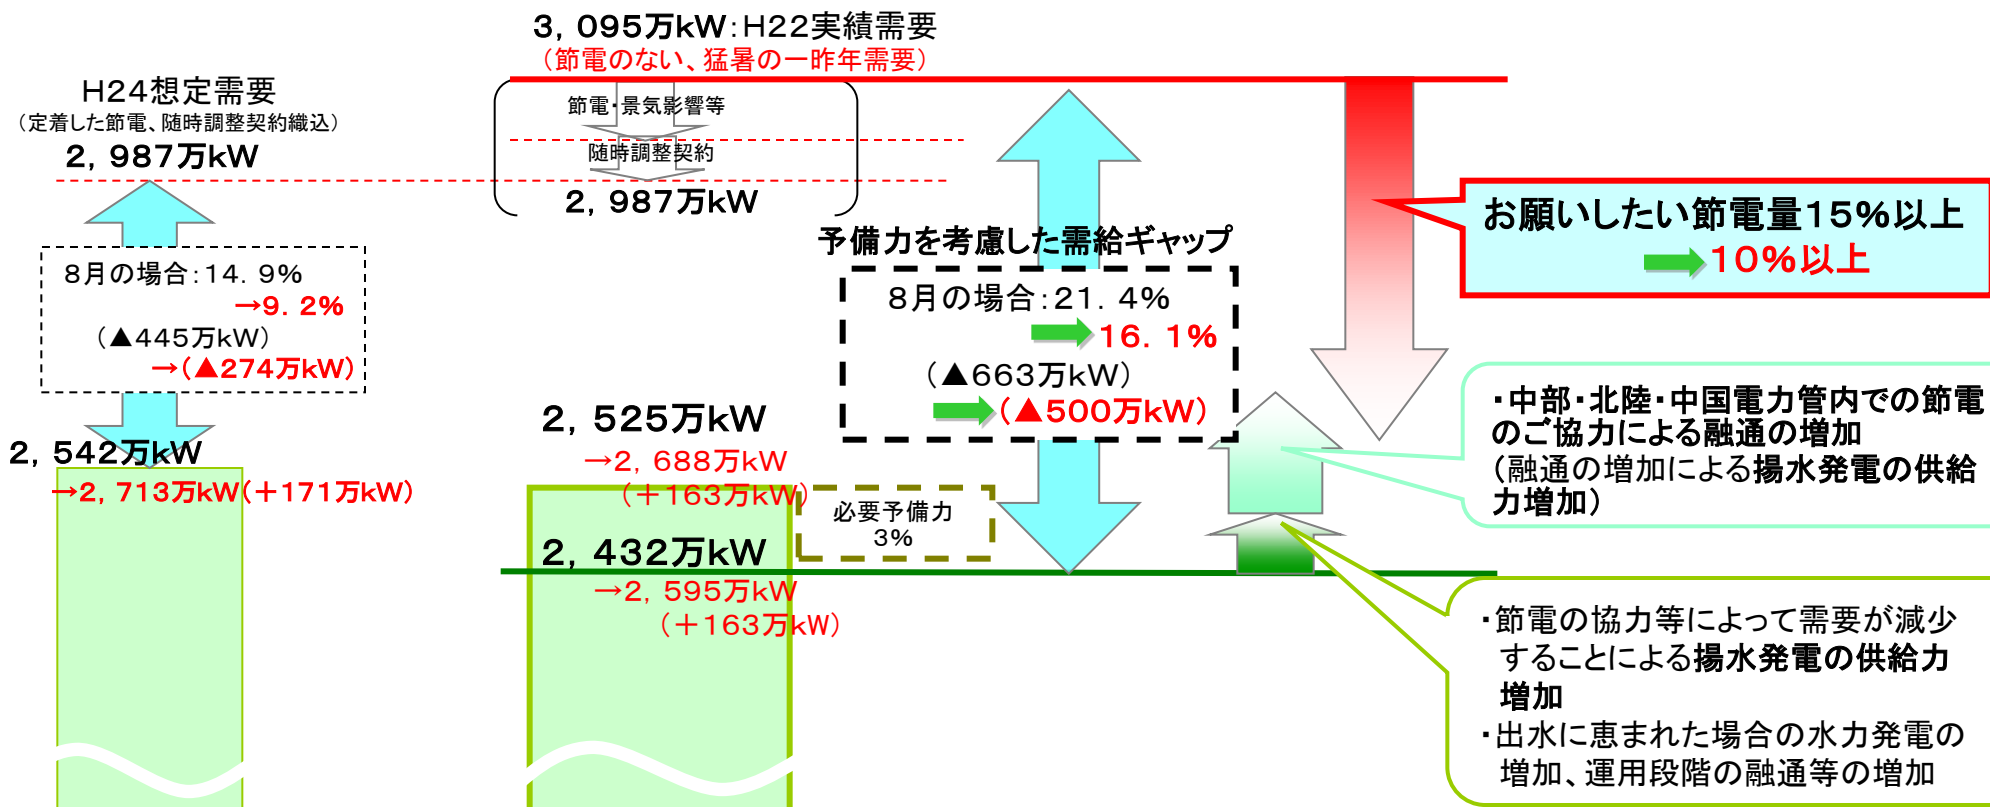 3, 095万kW:H22実績需要
(節電のない、猛暑の一昨年需要)
H24想定需要
(定着した節電、随時調整契約織込)
2, 987万kW
節電・景気影響等
随時調整契約
2, 987万kW
8月の場合:14. 9%
→9. 2%
(▲445万kW)
→(▲274万kW)
2, 542万kW
→2, 713万kW(+171万kW)
予備力を考慮した需給ギャップ
8月の場合:21. 4%
16. 1%
(▲663万kW)
(▲500万kW)
2, 525万kW
→2, 688万kW
(+163万kW)
必要予備力
3%
2, 432万kW
→2, 595万kW
(+163万kW)
お願いしたい節電量15%以上
10%以上
・中部・北陸・中国電力管内での節電
のご協力による融通の増加
(融通の増加による揚水発電の供給
力増加)
・節電の協力等によって需要が減少
することによる揚水発電の供給力
増加
・出水に恵まれた場合の水力発電の
増加、運用段階の融通等の増加